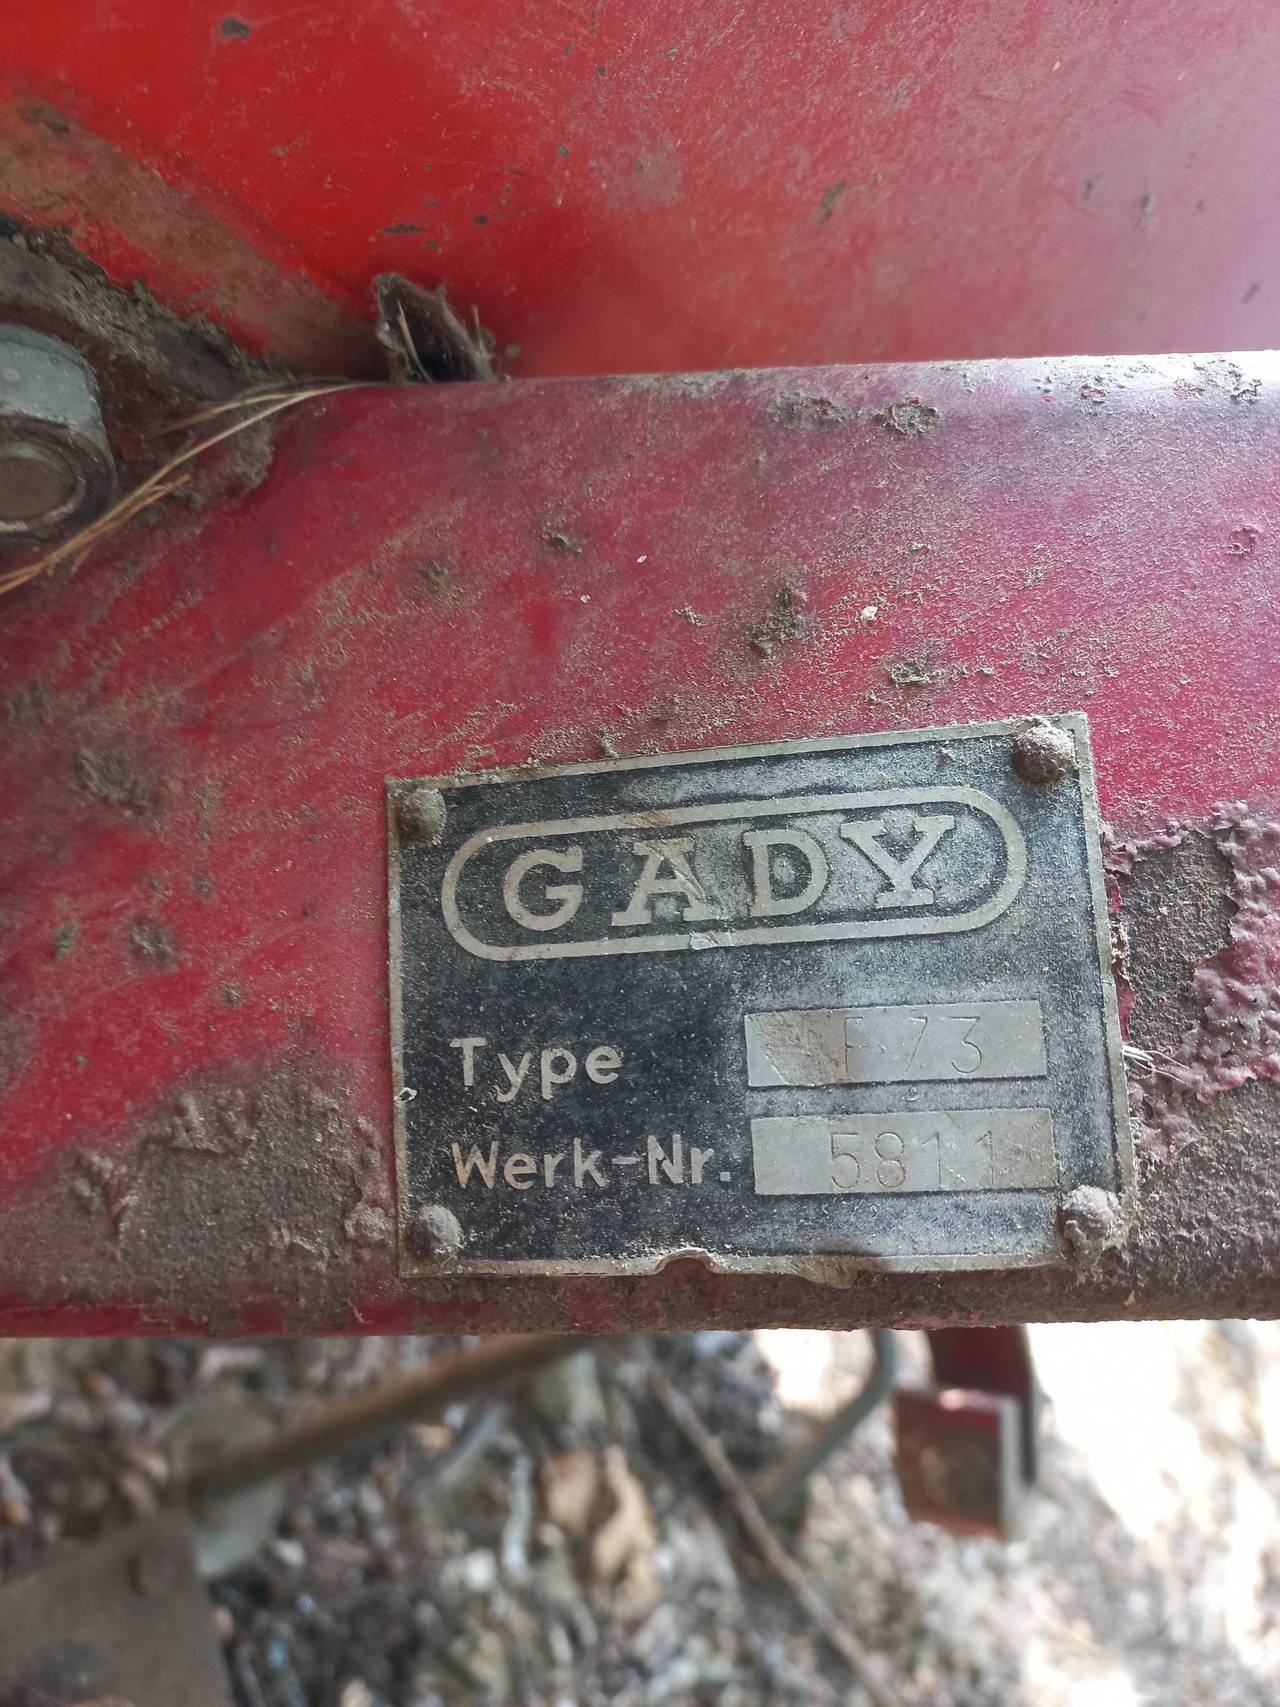 GADY
Type F 73
Werk-Nr. 5811